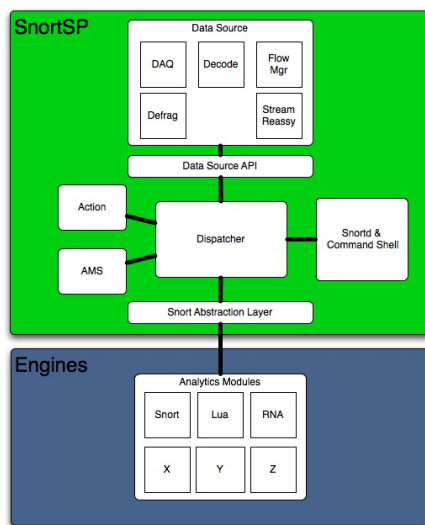 SnortSP
Data Source
DAQ
Decode
Flow
Mgr
Defrag
Stream
Reassy
Data Source API
Action
Dispatcher
Snortd &
Command Shell
AMS
Snort Abstraction Layer
Engines
Analytics Modules
Snort
Lua
RNA
X
Y
Z